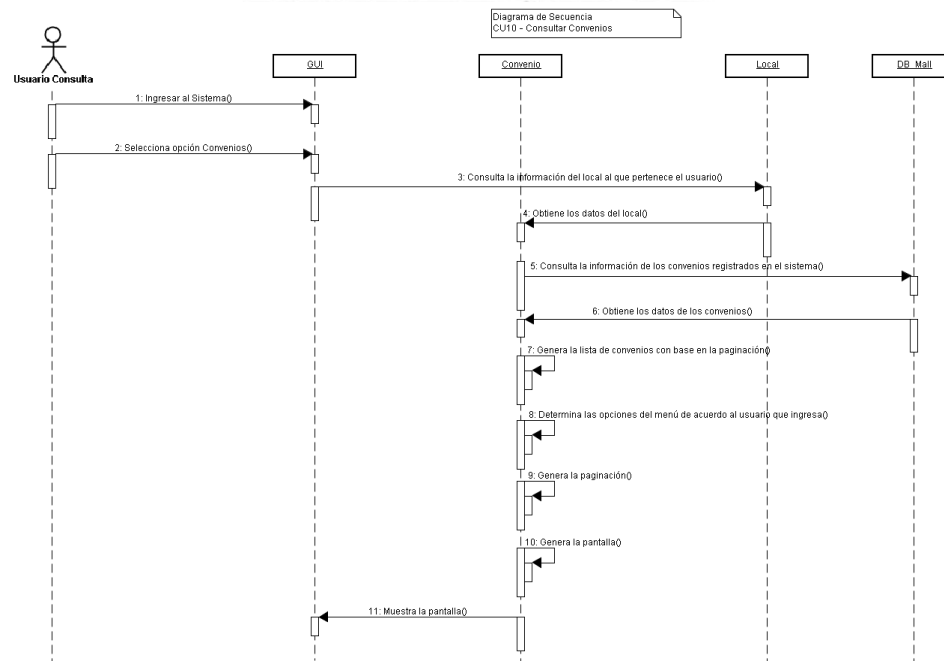 Diagrama de Secuencia
CU10 - Consultar Convenios
Usuario Consulta
GUI
Convenio
Local
DB_Mall
1: Ingresar al Sistema()
2: Selecciona opción Convenios()
3: Consulta la información del local al que pertenece el usuario()
4: Obtiene los datos del local()
5: Consulta la información de los convenios registrados en el sistema()
6: Obtiene los datos de los convenios()
7: Genera la lista de convenios con base en la paginación()
8: Determina las opciones del menú de acuerdo al usuario que ingresa()
9: Genera la paginación()
10: Genera la pantalla()
11: Muestra la pantalla()